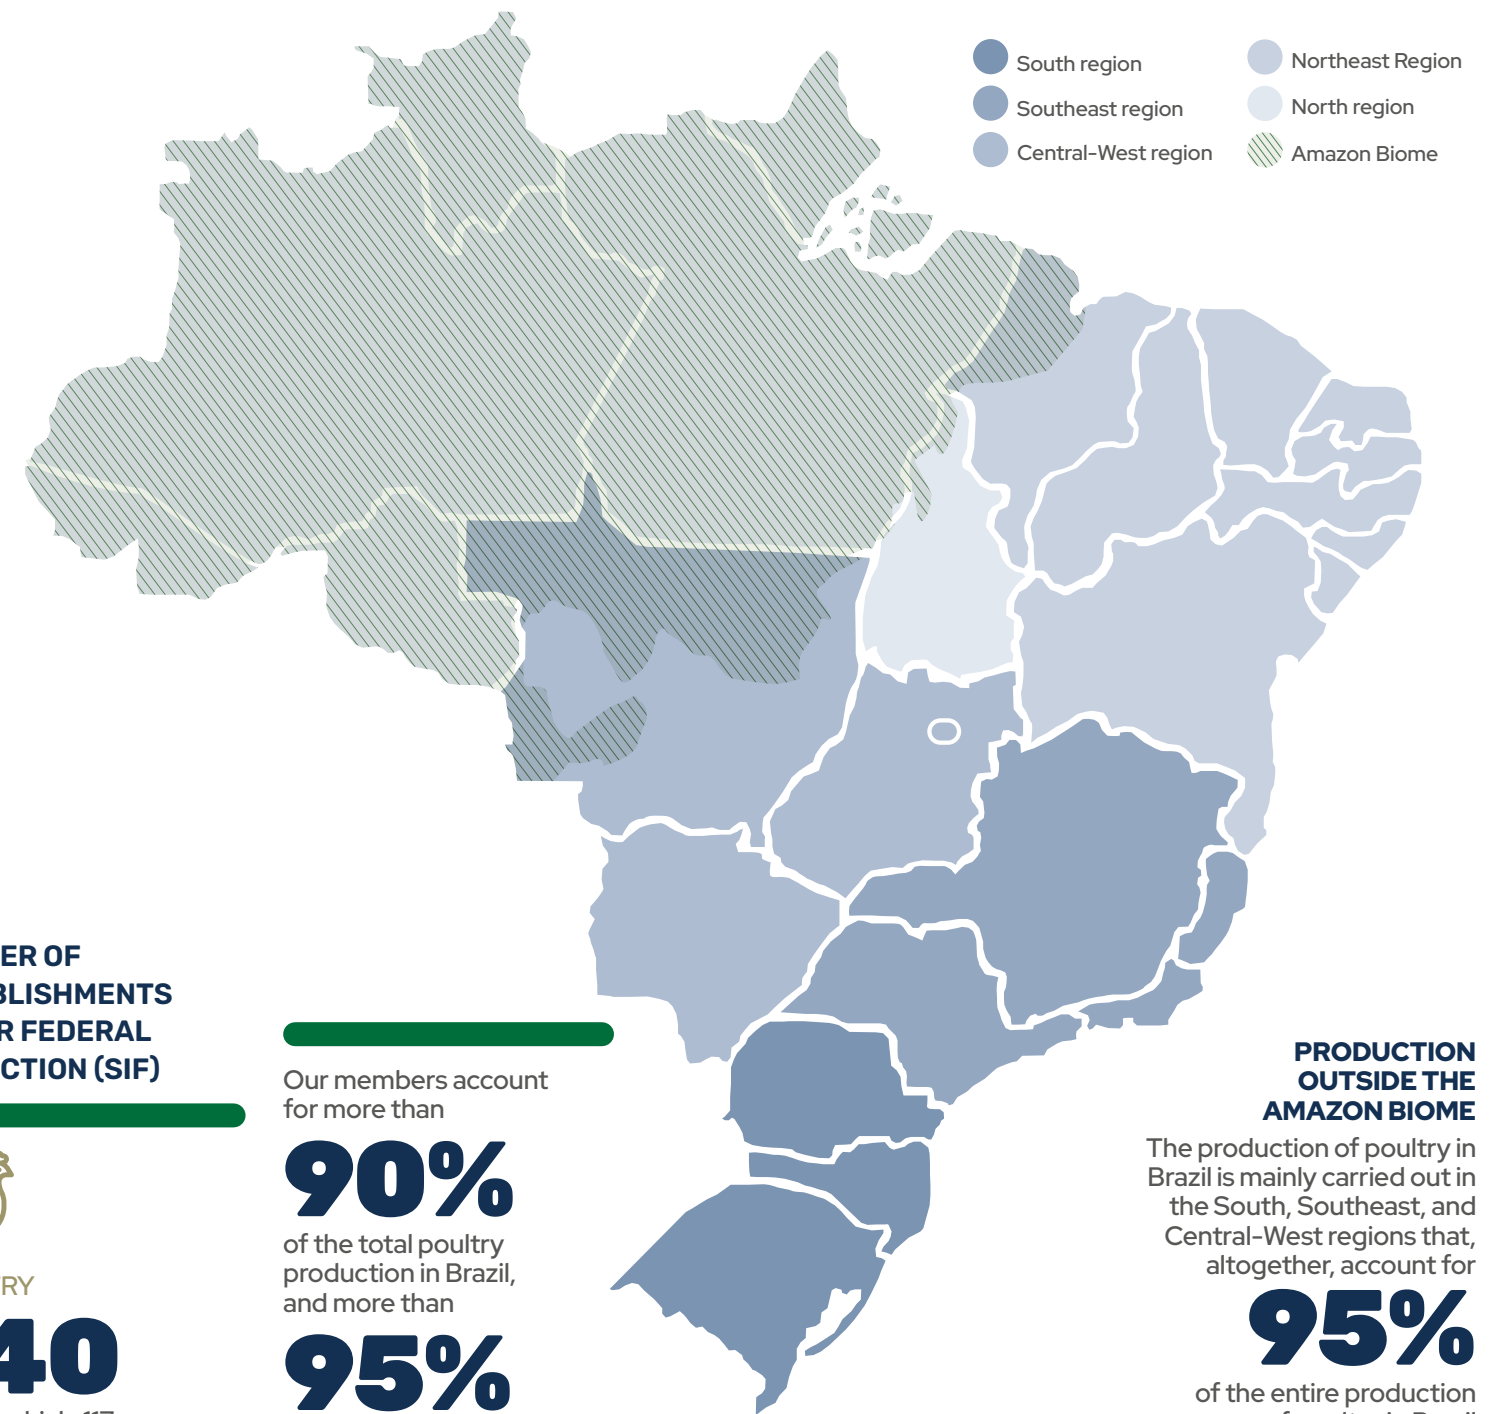 South region
Southeast region
Central-West region
Northeast Region
North region
Amazon Biome
ER OF
BLISHMENTS
R FEDERAL
CTION (SIF)
RY
40
Our members account
for more than
90%
of the total poultry
production in Brazil,
and more than
95%
PRODUCTION
OUTSIDE THE
AMAZON BIOME
The production of poultry in
Brazil is mainly carried out in
the South, Southeast, and
Central-West regions that,
altogether, account for
95%
of the entire production